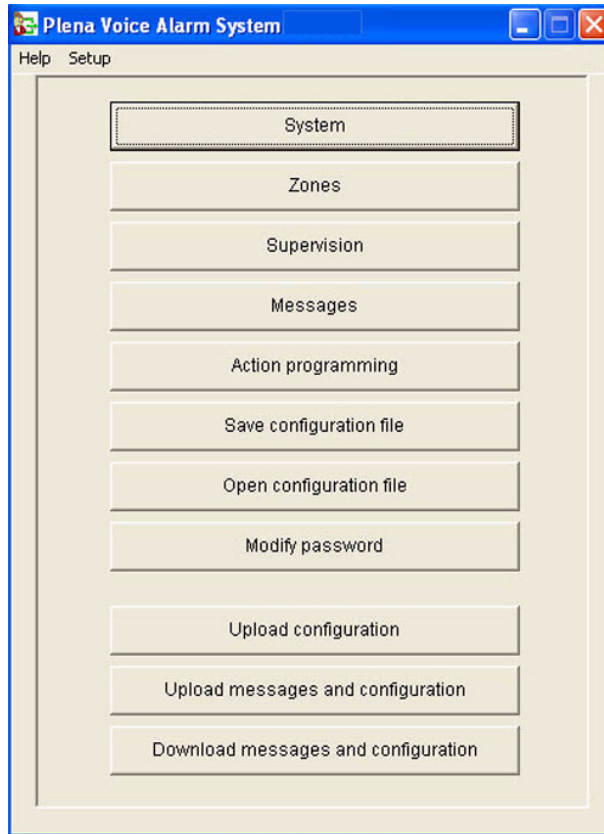 Plena Voice Alarm System
Help Setup
System
Zones
Supervision
Messages
Action programming
Save configuration file
Open configuration file
Modify password
Upload configuration
Upload messages and configuration
Download messages and configuration